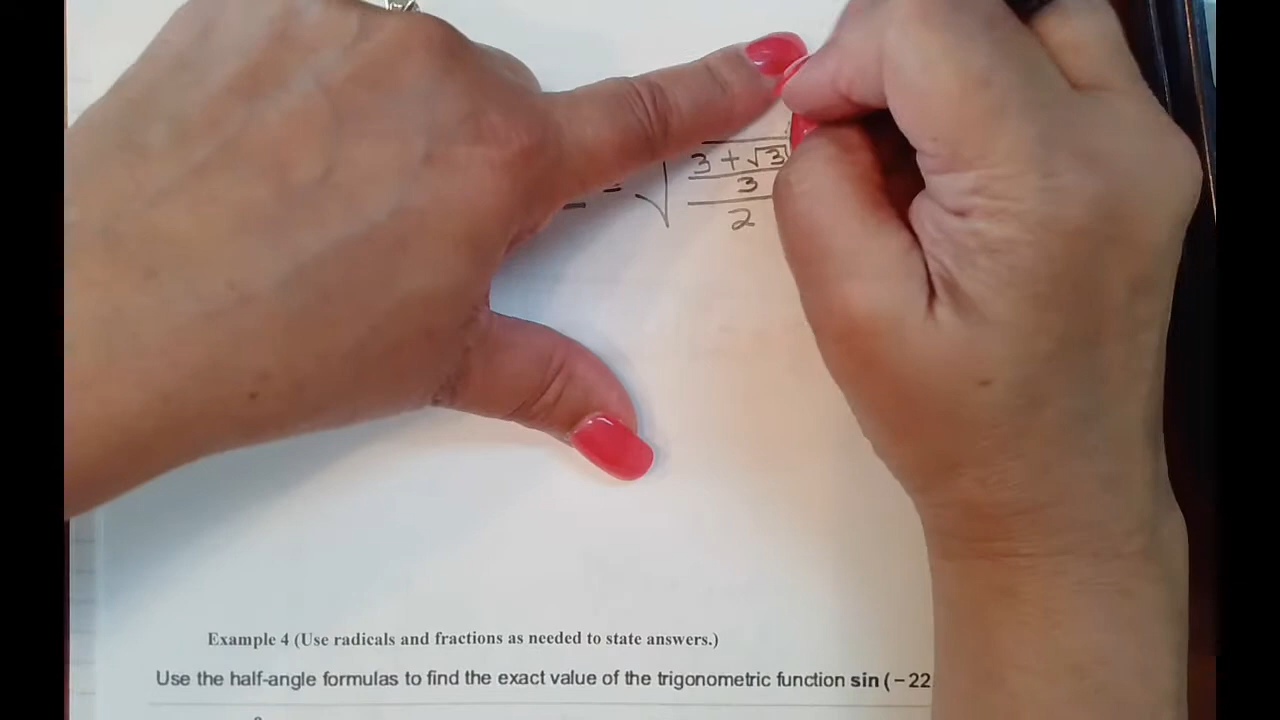 = √ 3 + √3
3
2
Example 4 (Use radicals and fractions as needed to state answers.)
Use the half-angle formulas to find the exact value of the trigonometric function sin (−22